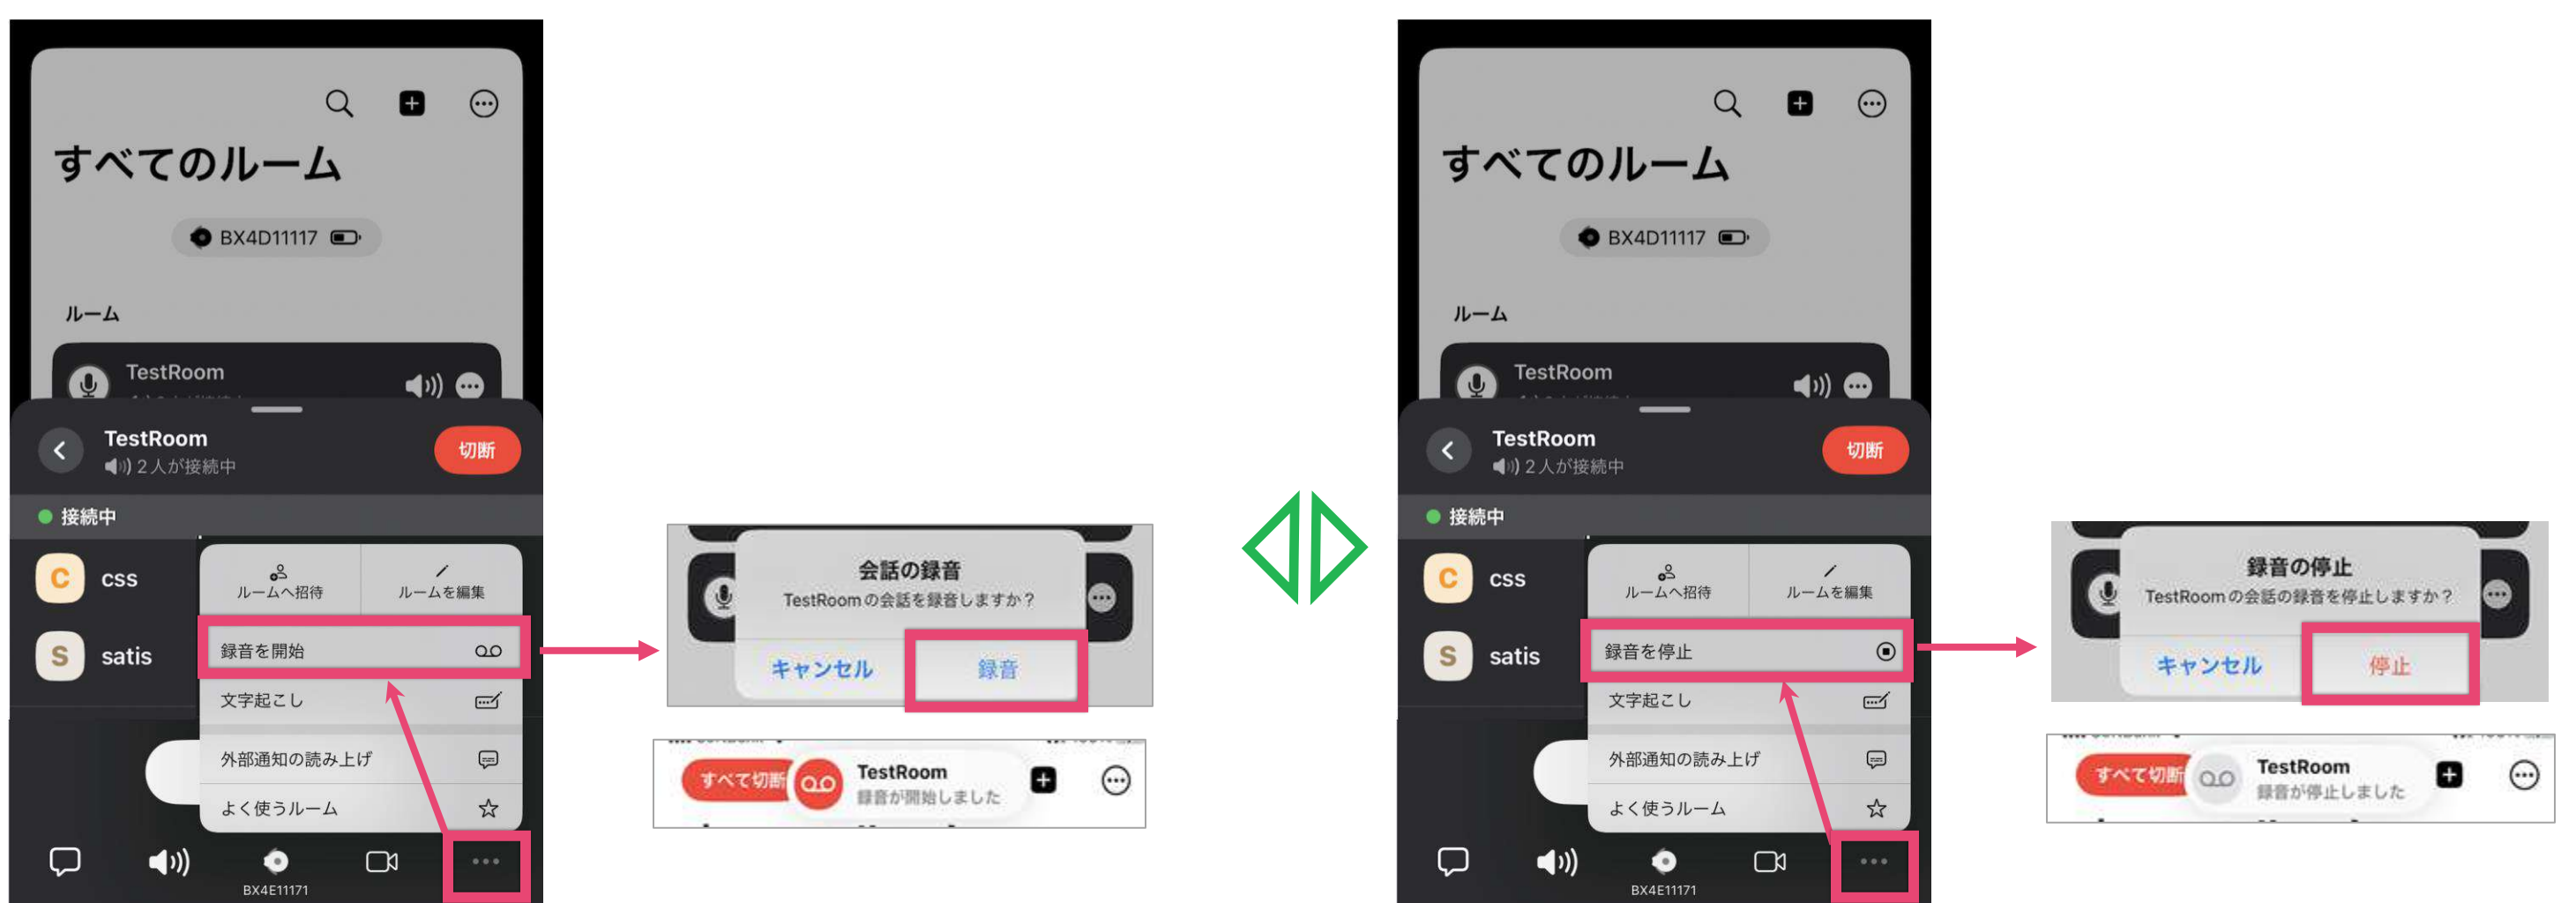 すべてのルーム
BX4D11117
ルーム
TestRoom
TestRoom
2人が接続中
切断
接続中
C
css
S
satis
ルームへ招待
ルームを編集
録音を開始
文字起こし
外部通知の読み上げ
よく使うルーム
BX4E11171
会話の録音
TestRoomの会話を録音しますか？
キャンセル
録音
すべて切断
TestRoom
録音が開始しました
すべてのルーム
BX4D11117
ルーム
TestRoom
TestRoom
2人が接続中
切断
接続中
C
css
S
satis
ルームへ招待
ルームを編集
録音を停止
文字起こし
外部通知の読み上げ
よく使うルーム
BX4E11171
録音の停止
TestRoomの会話の録音を停止しますか？
キャンセル
停止
すべて切断
TestRoom
録音が停止しました